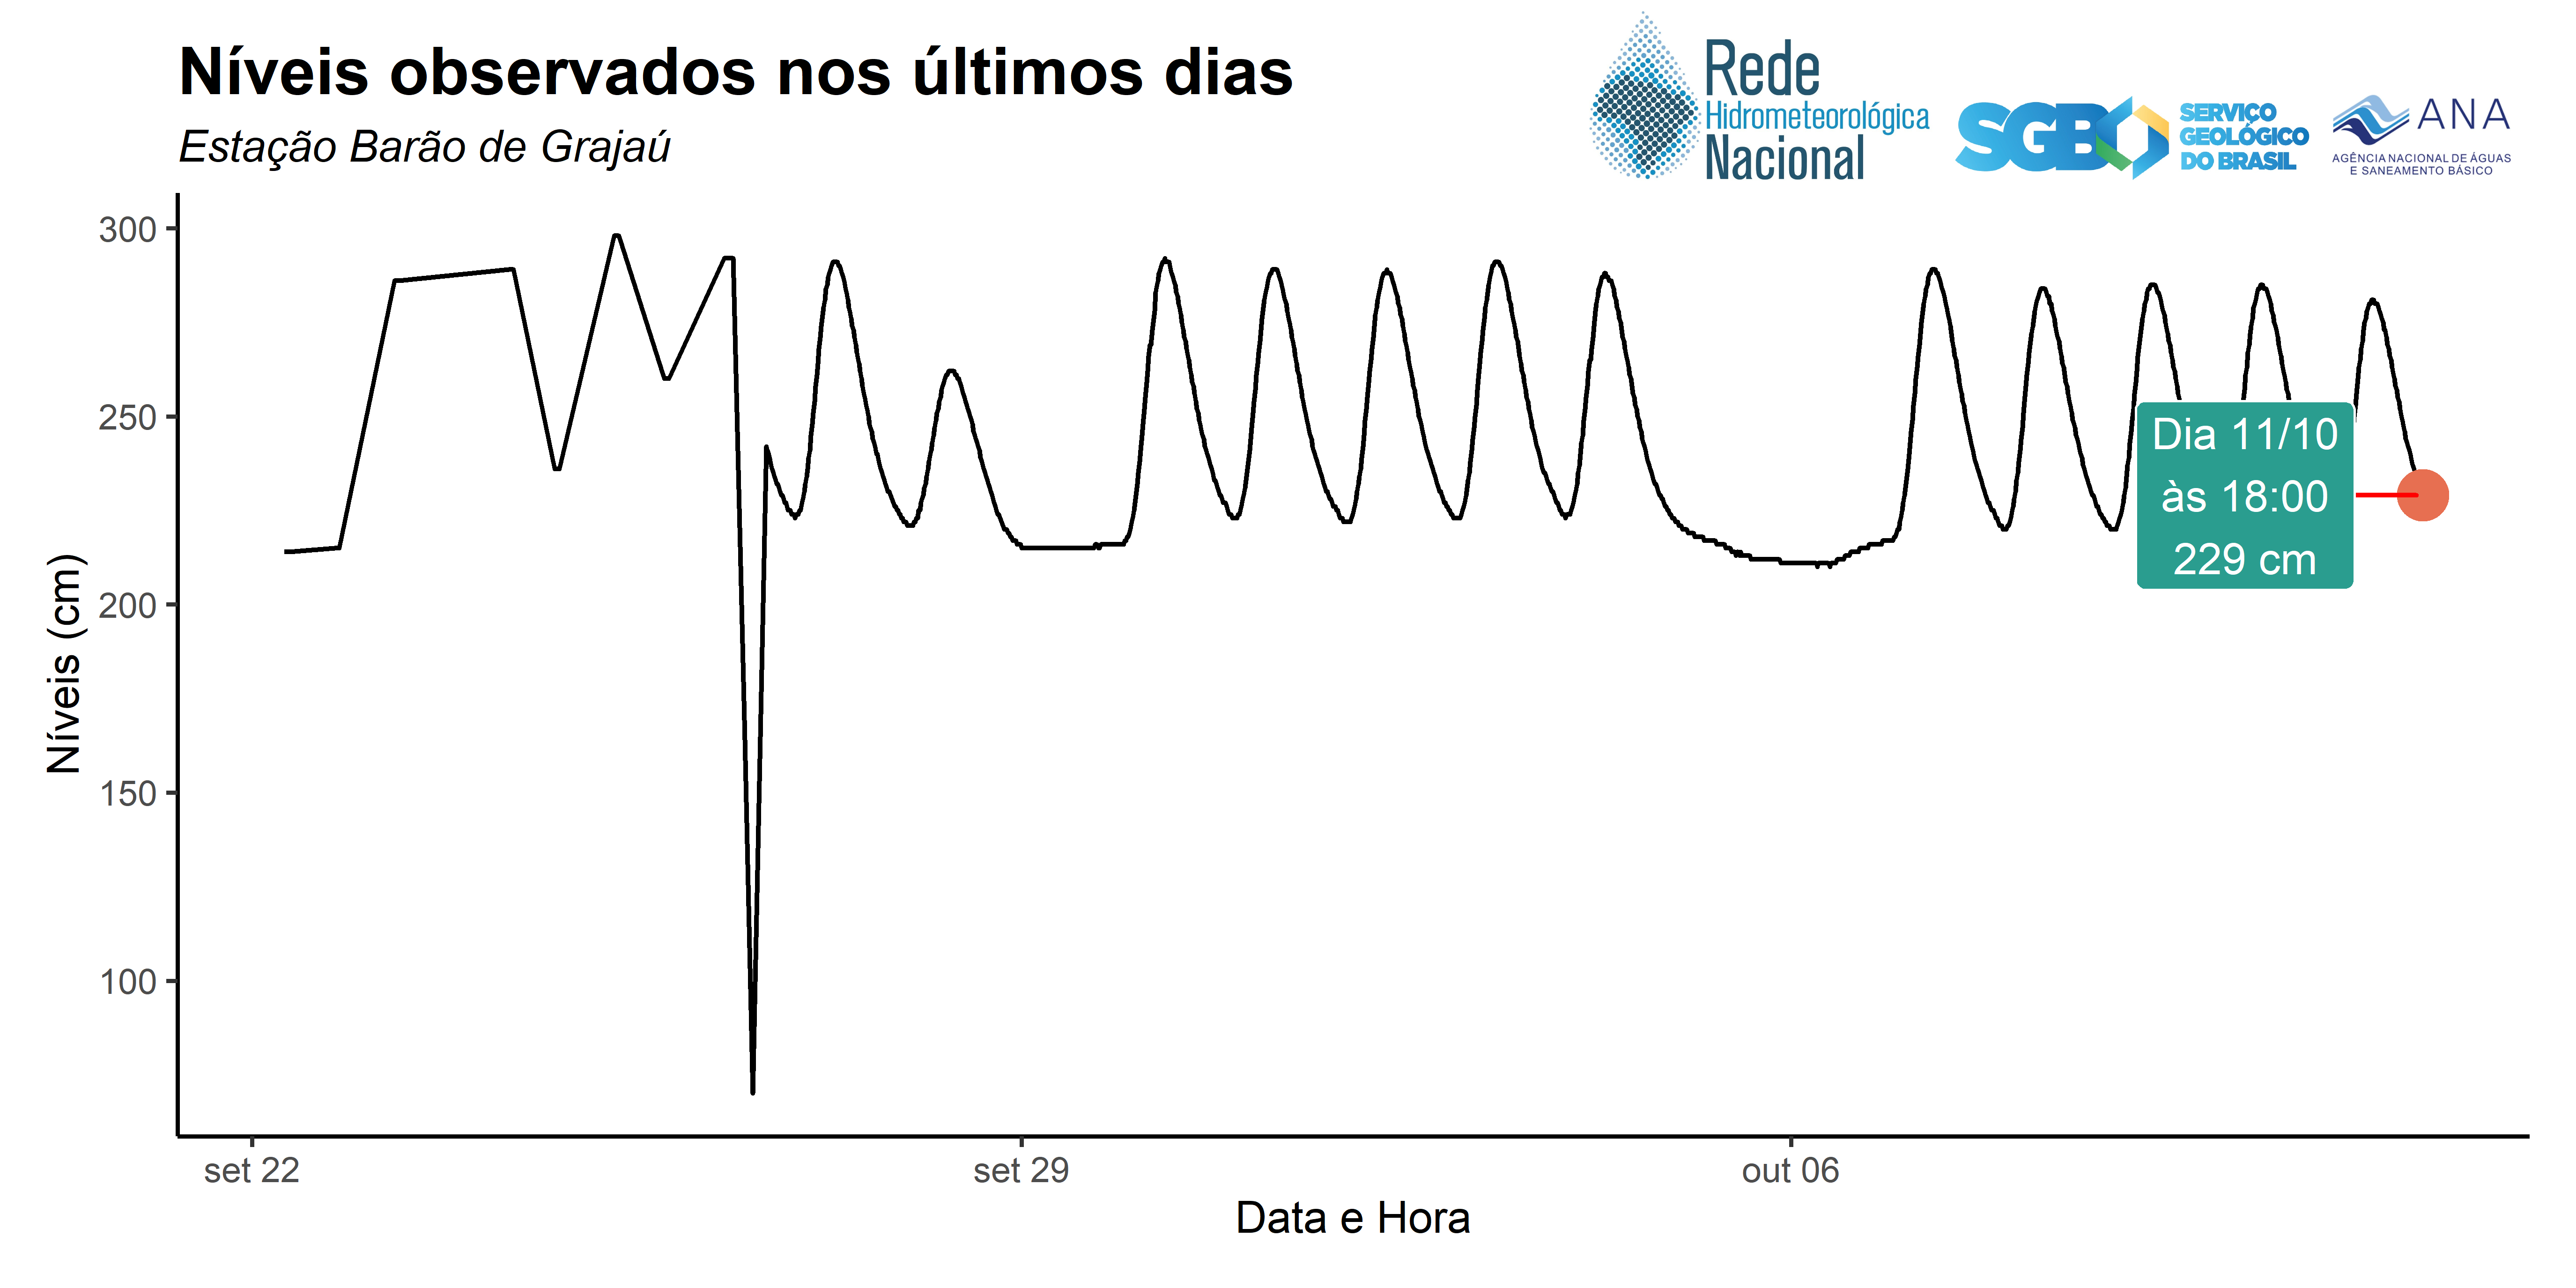 Níveis observados nos últimos dias
Estação Barão de Grajaú
Rede
Hidrometeorológica
Nacional
SGB
SERVIÇO
GEOLÓGICO
DO BRASIL
ANA
AGÊNCIA NACIONAL DE ÁGUAS
E SANEAMENTO BÁSICO
300
250
200
150
100
Níveis (cm)
Dia 11/10
às 18:00
229 cm
set 22
set 29
out 06
Data e Hora